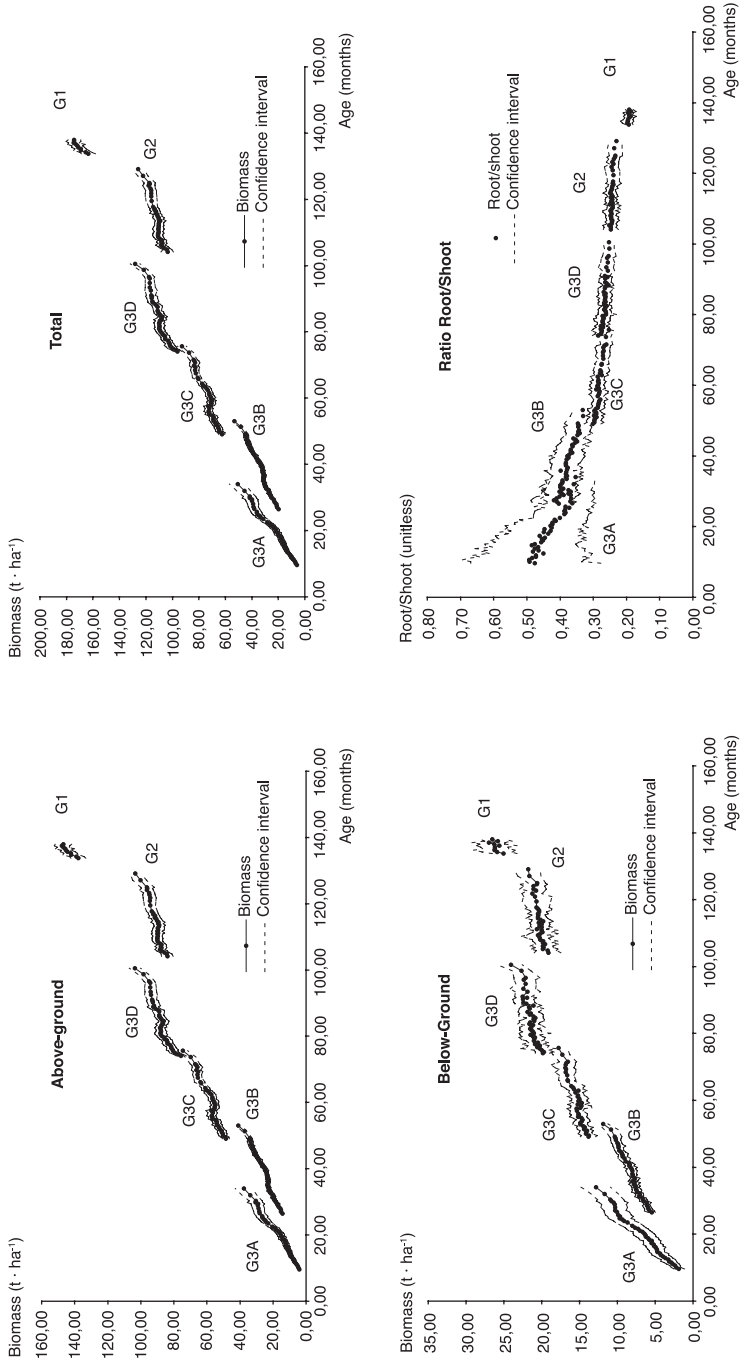 Biomass (t · ha⁻¹)
160,00
140,00
120,00
100,00
80,00
60,00
40,00
20,00
0,00
Above-ground
G3A
G3B
G3C
G3D
G2
G1
Biomass
Confidence interval
0,00 20,00 40,00 60,00 80,00 100,00 120,00 140,00 160,00
Age (months)
Biomass (t · ha⁻¹)
200,00
180,00
160,00
140,00
120,00
100,00
80,00
60,00
40,00
20,00
0,00
Total
G3A
G3B
G3C
G3D
G2
G1
Biomass
Confidence interval
0,00 20,00 40,00 60,00 80,00 100,00 120,00 140,00 160,00
Age (months)
Biomass (t · ha⁻¹)
35,00
30,00
25,00
20,00
15,00
10,00
5,00
0,00
Below-Ground
G3A
G3B
G3C
G3D
G2
G1
Biomass
Confidence interval
0,00 20,00 40,00 60,00 80,00 100,00 120,00 140,00 160,00
Age (months)
Root/Shoot (unitless)
0,80
0,70
0,60
0,50
0,40
0,30
0,20
0,10
0,00
Ratio Root/Shoot
Root/shoot
Confidence interval
G3A
G3B
G3C
G3D
G2
G1
0,00 20,00 40,00 60,00 80,00 100,00 120,00 140,00 160,00
Age (months)